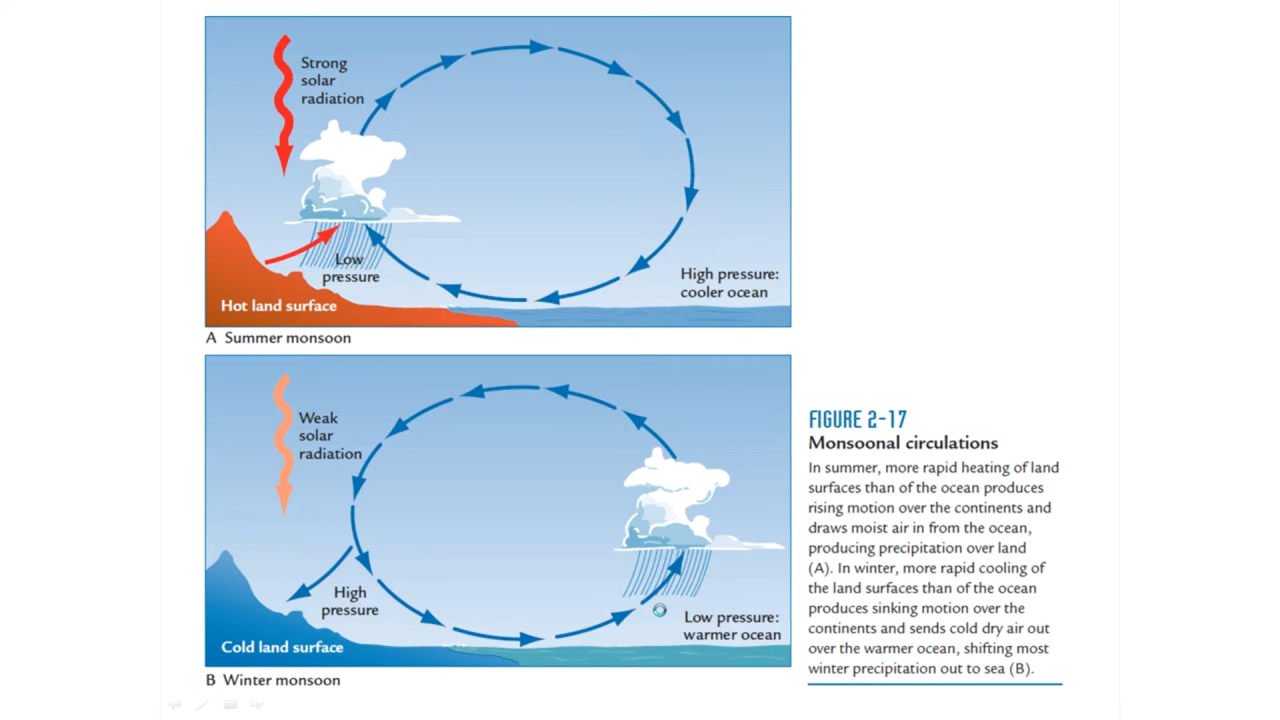 Strong
solar
radiation
Low
pressure
High pressure:
cooler ocean
Hot land surface
A Summer monsoon
Weak
solar
radiation
High
pressure
Low pressure:
warmer ocean
Cold land surface
B Winter monsoon
FIGURE 2-17
Monsoonal circulations
In summer, more rapid heating of land
surfaces than of the ocean produces
rising motion over the continents and
draws moist air in from the ocean,
producing precipitation over land
(A). In winter, more rapid cooling of
the land surfaces than of the ocean
produces sinking motion over the
continents and sends cold dry air out
over the warmer ocean, shifting most
winter precipitation out to sea (B).